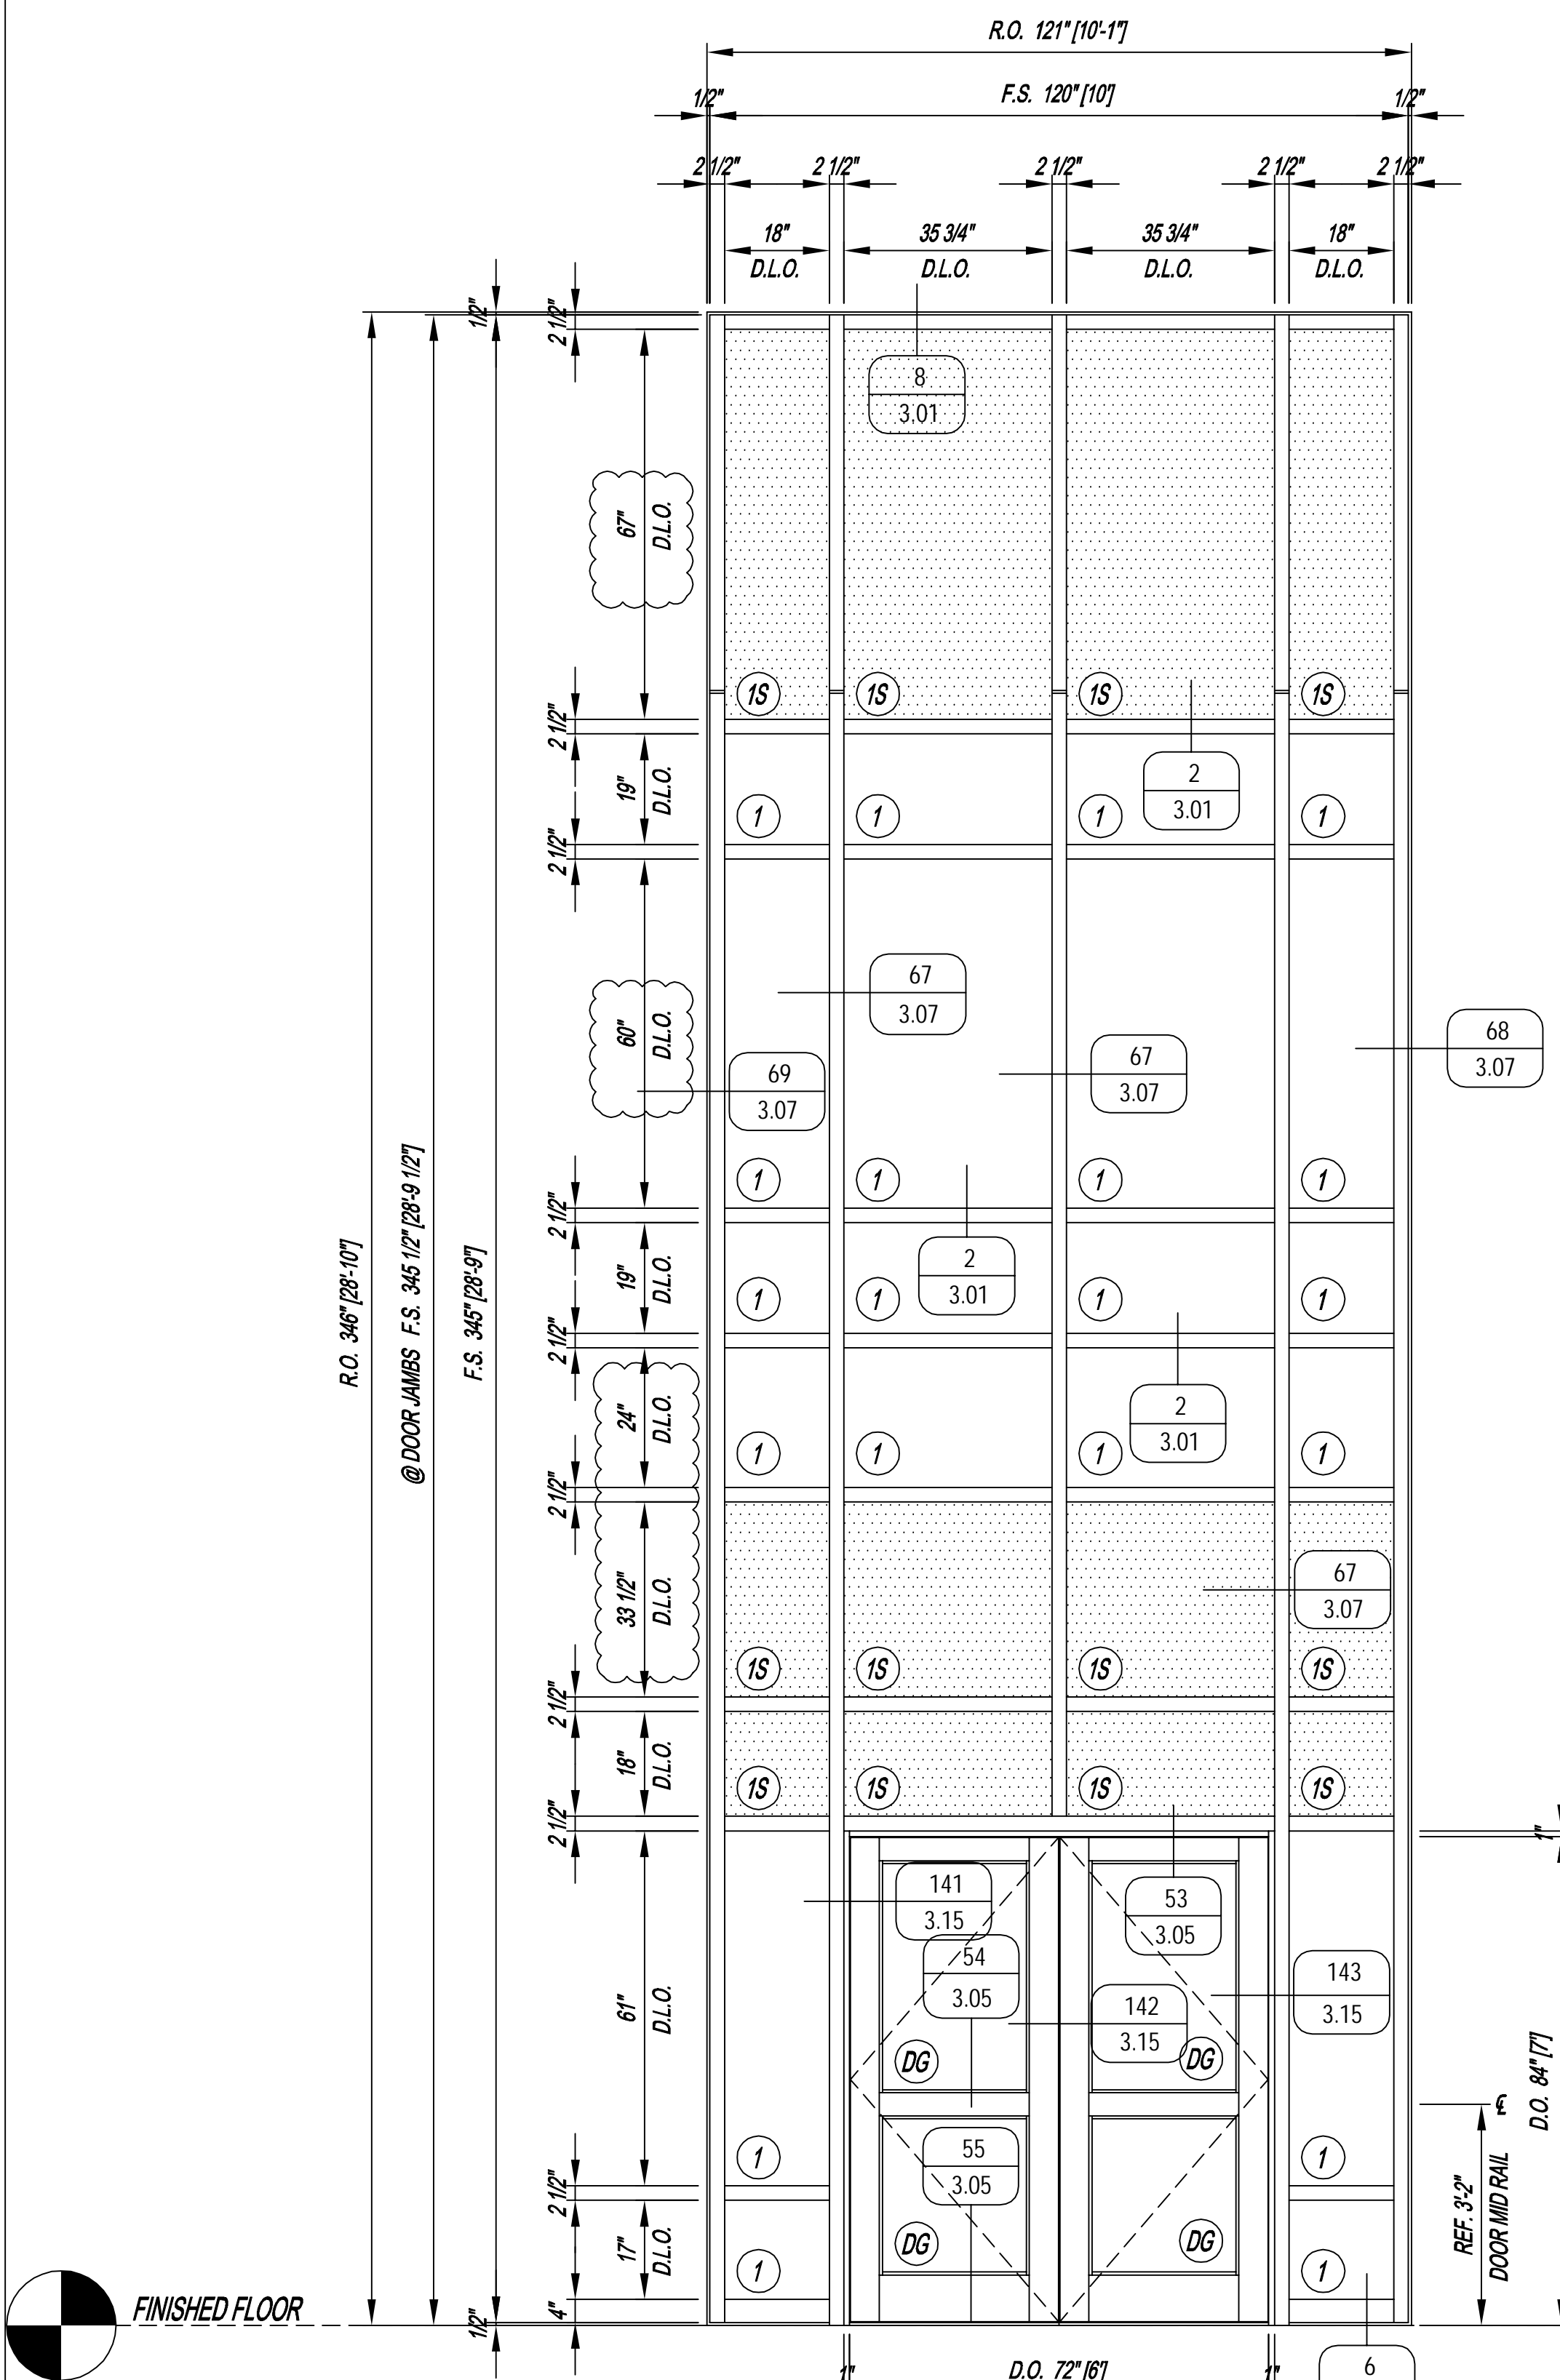 R.O. 121" [10'-1"]
1/2" F.S. 120" [10'] 1/2"
2 1/2" 2 1/2" 2 1/2" 2 1/2" 2 1/2"
18" 35 3/4" 35 3/4" 18"
D.L.O. D.L.O. D.L.O. D.L.O.
1/2" 2 1/2"
8
3.01
67" D.L.O.
1S 1S 1S 1S
2 1/2"
2
3.01
19" D.L.O.
1 1 1 1
2 1/2"
67
3.07
60" D.L.O.
68
3.07
69
3.07
67
3.07
1 1 1 1
2 1/2"
R.O. 346" [28'-10"]
@ DOOR JAMBS F.S. 345 1/2" [28'-9 1/2"]
F.S. 345" [28'-9"]
2
3.01
19" D.L.O.
1 1 1 1
2 1/2"
2
3.01
24" D.L.O.
1 1 1 1
2 1/2"
67
3.07
33 1/2" D.L.O.
1S 1S 1S 1S
2 1/2"
18" D.L.O.
1S 1S 1S 1S
2 1/2"
1"
141
3.15
53
3.05
54
3.05
143
3.15
142
3.15
61" D.L.O.
DG DG
D.O. 84" [7']
℄
REF. 3'-2"
DOOR MID RAIL
55
3.05
1 1
2 1/2"
17" D.L.O.
DG DG
1 1
4"
1/2"
FINISHED FLOOR
1" D.O. 72" [6'] 1"
6